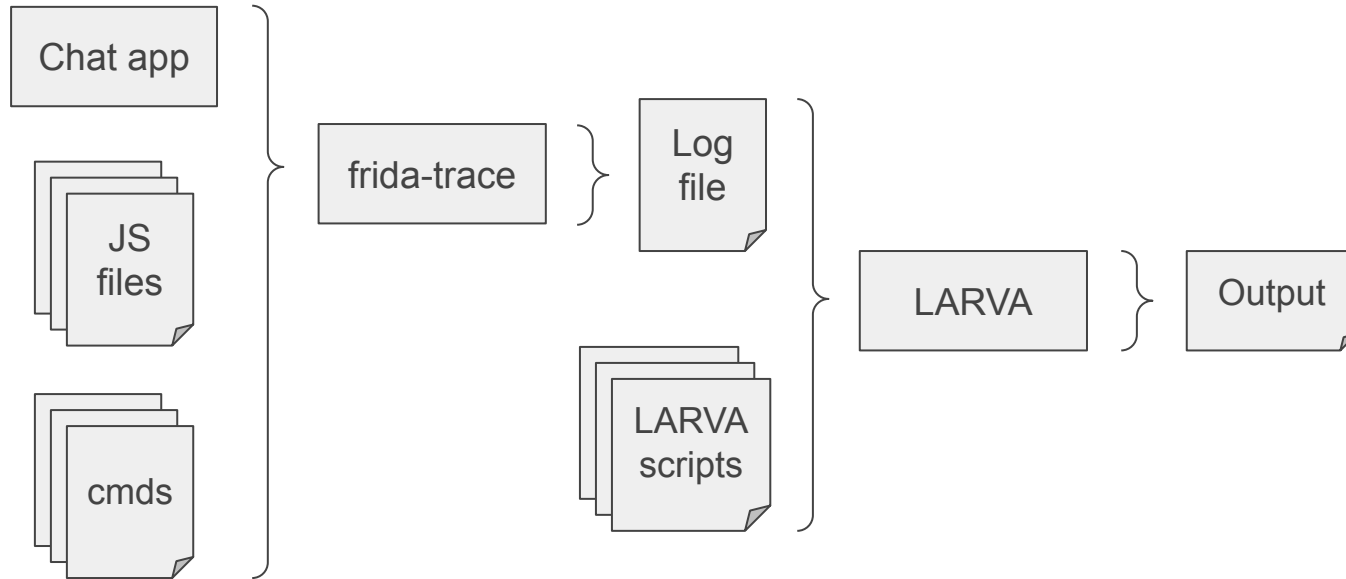 Chat app
JS
files
cmds
frida-trace
Log
file
LARVA
scripts
LARVA
Output